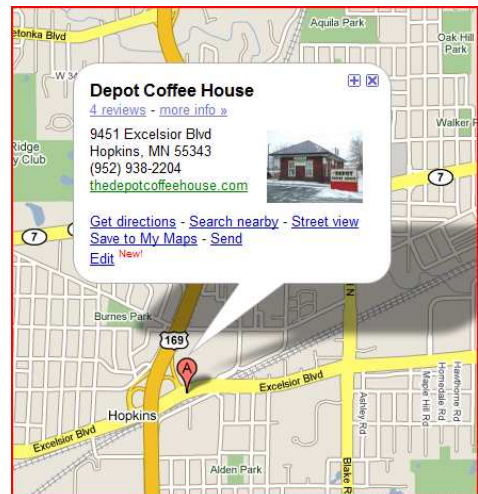 Aquila Park
Oak Hill
Park
etonka Blvd
W 34
Depot Coffee House
4 reviews - more info »
Walker
9451 Excelsior Blvd
Hopkins, MN 55343
(952) 938-2204
thedepotcoffeehouse.com
DEPOT
Ridge
y Club
7
Get directions - Search nearby - Street view
7
Save to My Maps - Send
Edit New!
N
Burnes Park
169
A
Excelsior Blvd
Hopkins
Excelsior Blvd
Ashley Rd
Maple Hill Rd
Homedale Rd
Hawthorne Rd
Blake R
Alden Park